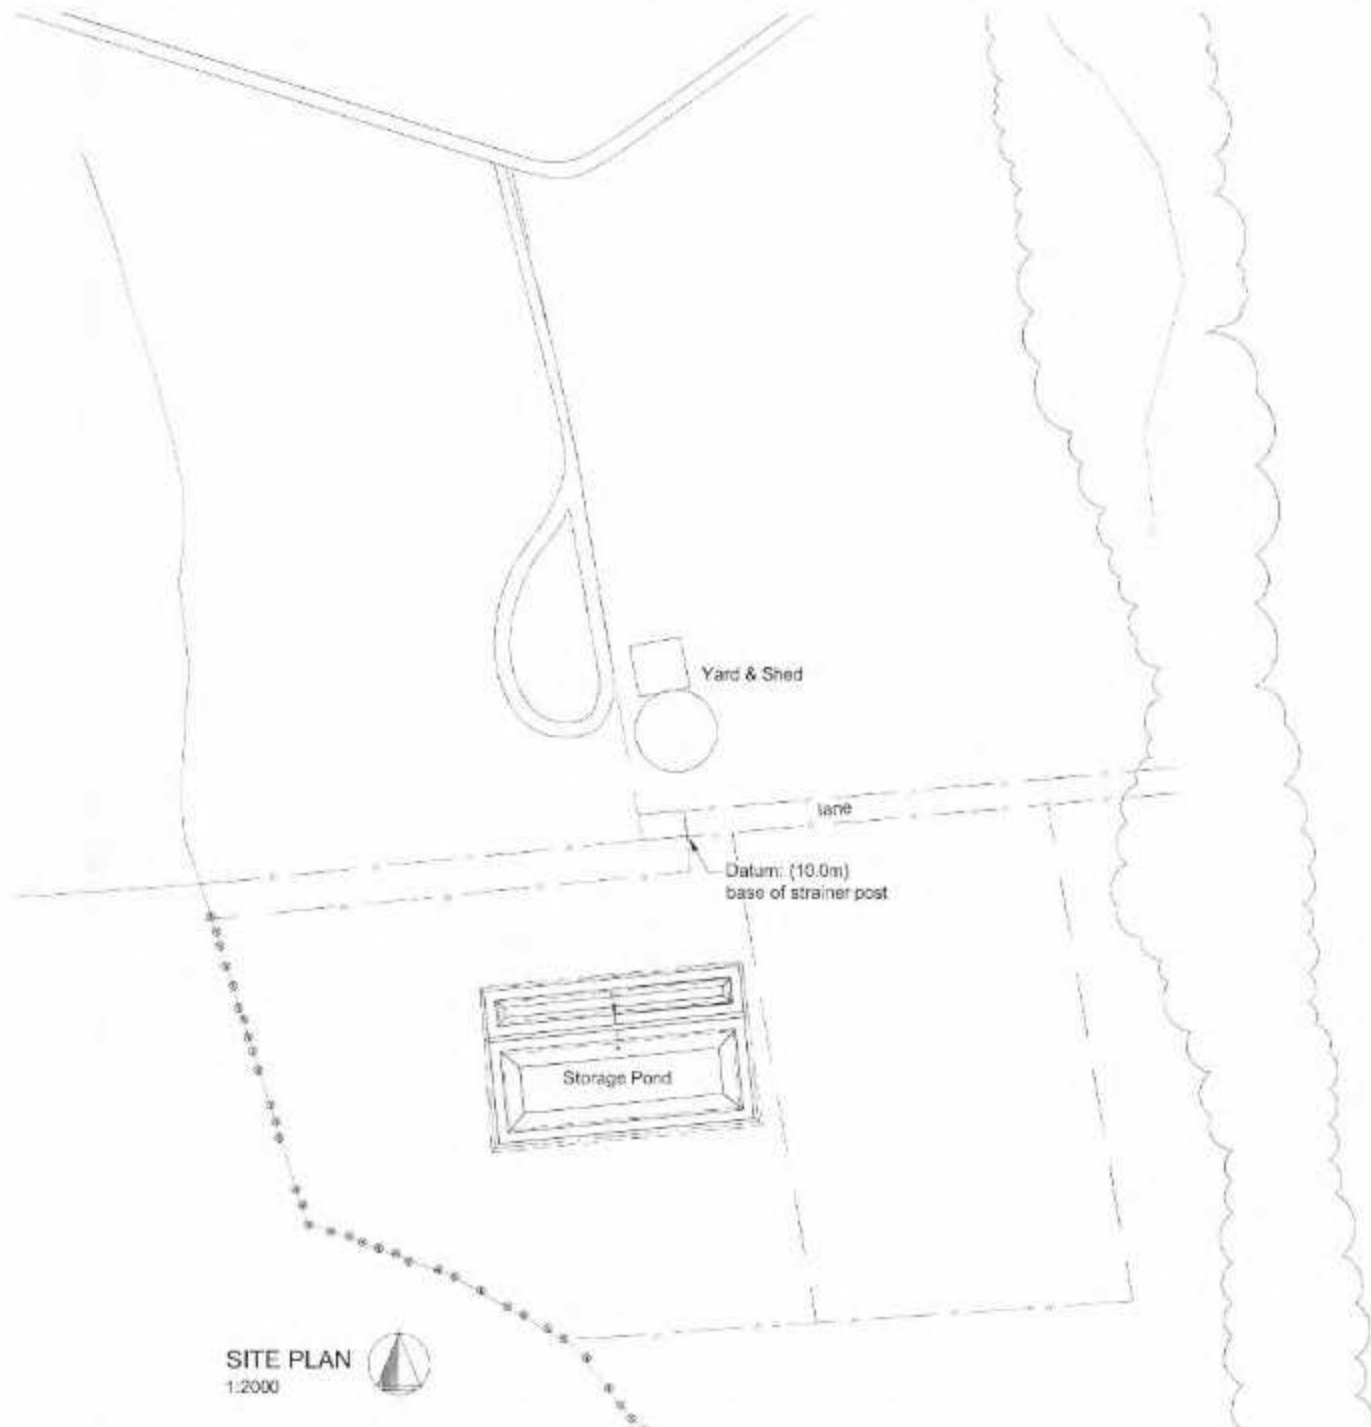 Yard & Shed
lane
Datum: (10.0m)
base of strainer post
Storage Pond
SITE PLAN
1:2000